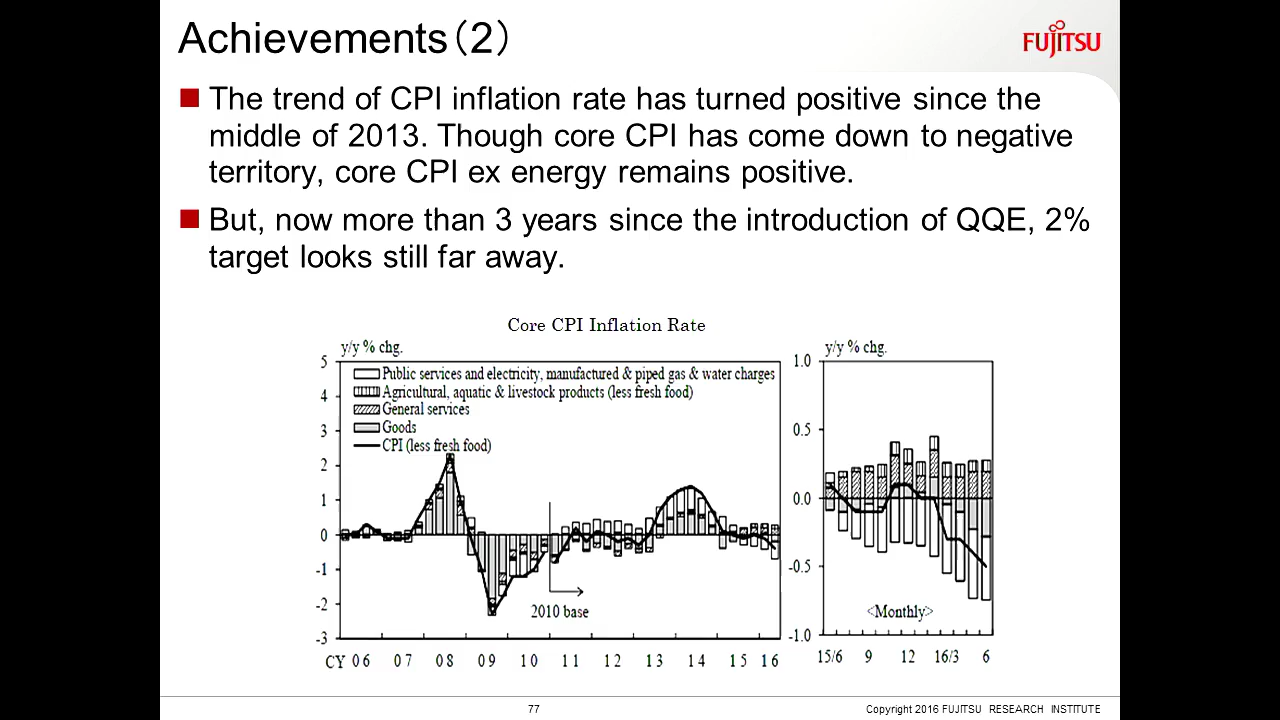 Achievements（2）
FUJITSU
The trend of CPI inflation rate has turned positive since the
middle of 2013. Though core CPI has come down to negative
territory, core CPI ex energy remains positive.
But, now more than 3 years since the introduction of QQE, 2%
target looks still far away.
Core CPI Inflation Rate
y/y % chg.
5
4
3
2
1
0
-1
-2
-3
Public services and electricity, manufactured & piped gas & water charges
Agricultural, aquatic & livestock products (less fresh food)
General services
Goods
CPI (less fresh food)
2010 base
CY 06 07 08 09 10 11 12 13 14 15 16
y/y % chg.
1.0
0.5
0.0
-0.5
-1.0
<Monthly>
15/6 9 12 16/3 6
77
Copyright 2016 FUJITSU RESEARCH INSTITUTE